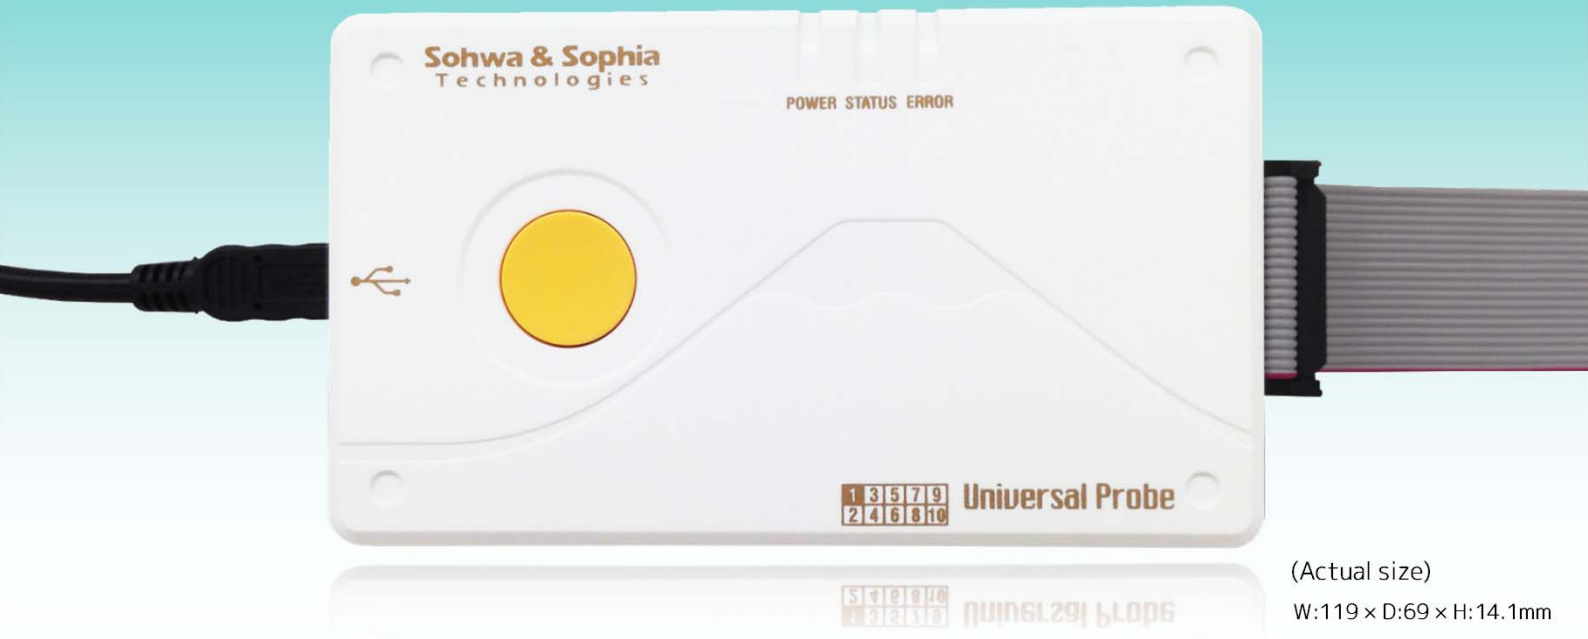 Sohwa & Sophia
Technologies
POWER STATUS ERROR
1 3 5 7 9
2 4 6 8 10
Universal Probe
(Actual size)
W:119×D:69×H:14.1mm